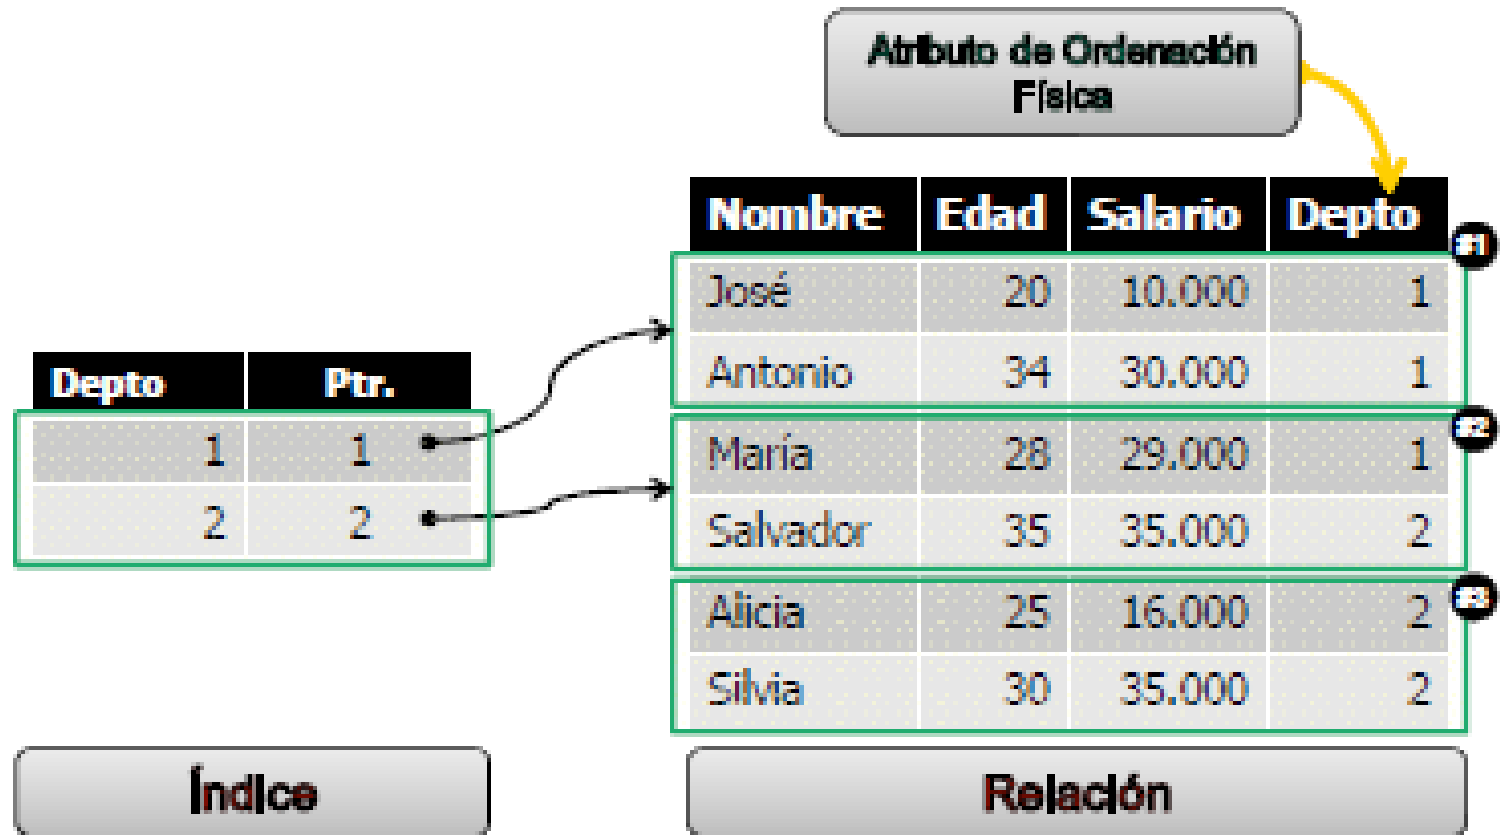 Atributo de Ordenación
Física
Nombre Edad Salario Depto
José 20 10.000 1
Antonio 34 30.000 1
María 28 29.000 1
Salvador 35 35.000 2
Alicia 25 16.000 2
Silvia 30 35.000 2
Depto Ptr.
1 1
2 2
Índice
Relación